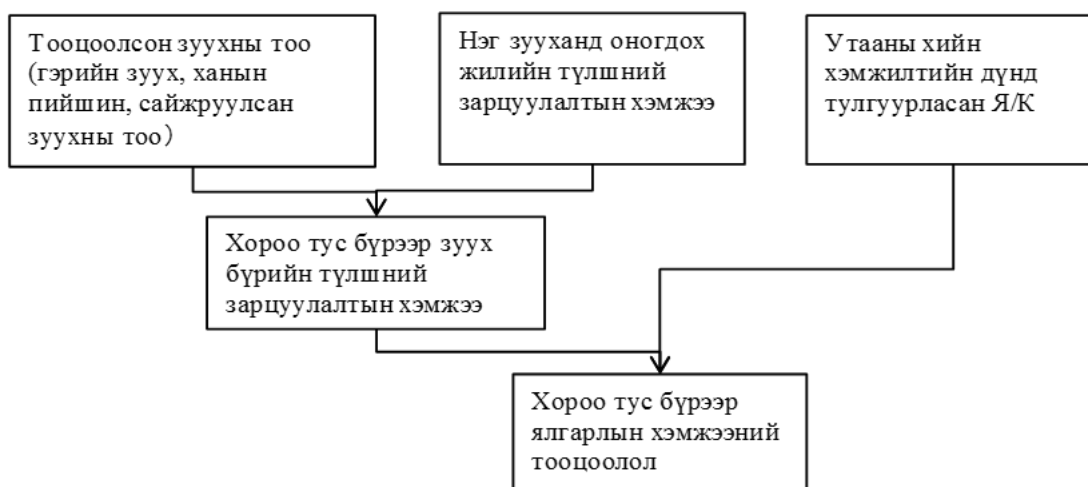 Тооцоолсон зуухны тоо
(гэрийн зуух, ханын
пийшин, сайжруулсан
зуухны тоо)
Нэг зууханд оногдох
жилийн түлшний
зарцуулалтын хэмжээ
Утааны хийн
хэмжилтийн дүнд
тулгуурласан Я/К
Хороо тус бүрээр зуух
бүрийн түлшний
зарцуулалтын хэмжээ
Хороо тус бүрээр
ялгарлын хэмжээний
тооцоолол